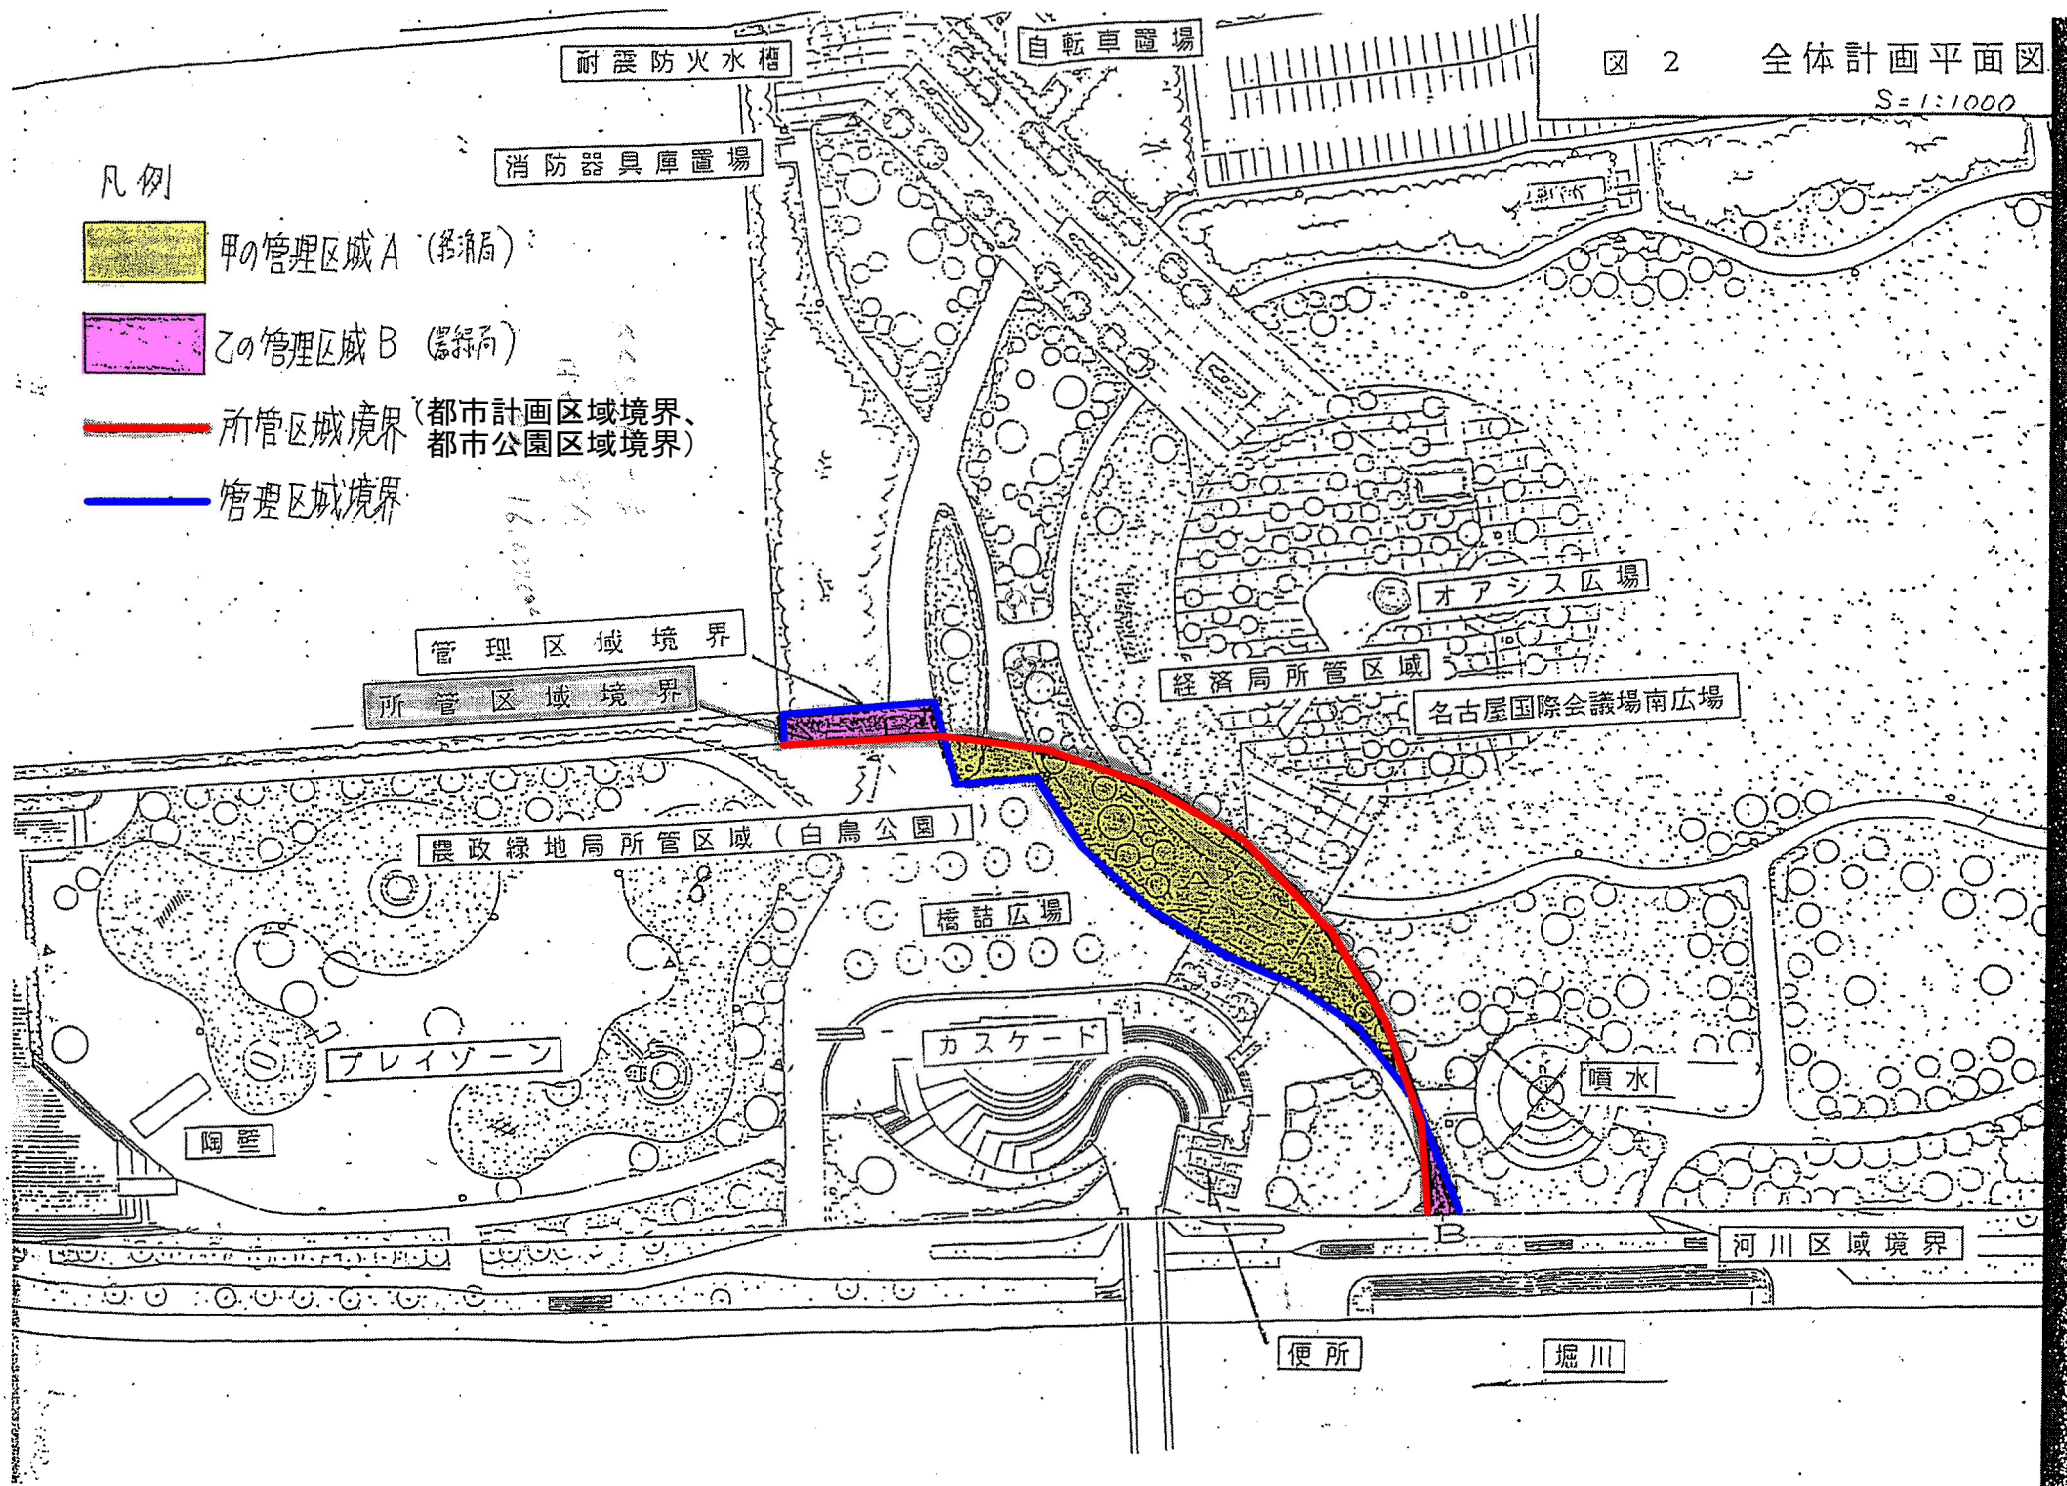 図 2 全体計画平面図
S=1:1000
耐震防火水槽
自転車置場
消防器具庫置場
凡例
甲の管理区域A (経済局)
乙の管理区域B (農緑局)
所管区域境界(都市計画区域境界、
都市公園区域境界)
管理区域境界
オアシス広場
管理区域境界
経済局所管区域
所管区域境界
名古屋国際会議場南広場
農政緑地局所管区域(白鳥公園)
橋詰広場
カスケード
プレイゾーン
噴水
陶壁
B
河川区域境界
便所
堀川